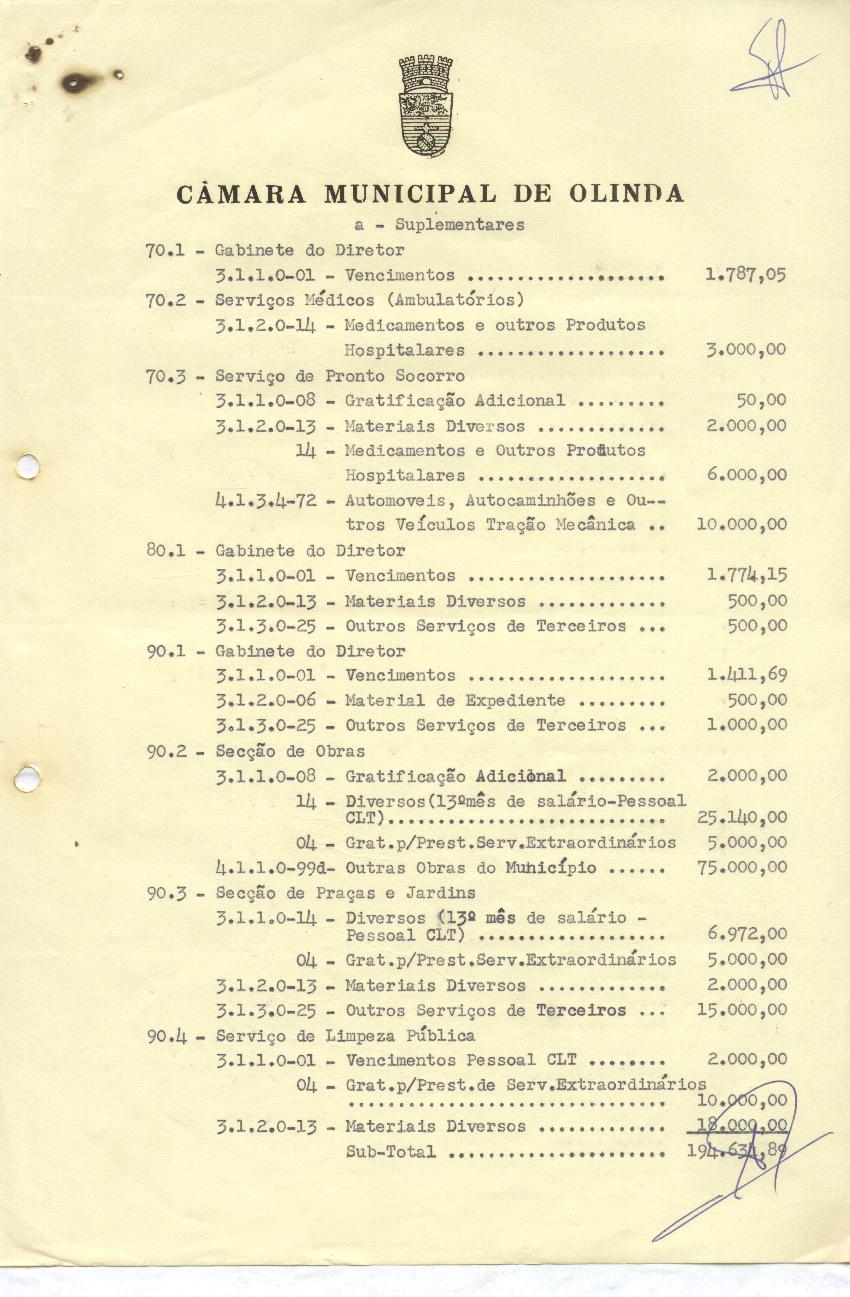 CÂMARA MUNICIPAL DE OLINDA
a - Suplementares
70.1 - Gabinete do Diretor
3.1.1.0-01 - Vencimentos .................... 1.787,05
70.2 - Serviços Médicos (Ambulatórios)
3.1.2.0-14 - Medicamentos e outros Produtos
Hospitalares ................... 3.000,00
70.3 - Serviço de Pronto Socorro
3.1.1.0-08 - Gratificação Adicional ......... 50,00
3.1.2.0-13 - Materiais Diversos ............. 2.000,00
14 - Medicamentos e Outros Produtos
Hospitalares ................... 6.000,00
4.1.3.4-72 - Automoveis, Autocaminhões e Ou--
tros Veículos Tração Mecânica .. 10.000,00
80.1 - Gabinete do Diretor
3.1.1.0-01 - Vencimentos .................... 1.774,15
3.1.2.0-13 - Materiais Diversos ............. 500,00
3.1.3.0-25 - Outros Serviços de Terceiros ... 500,00
90.1 - Gabinete do Diretor
3.1.1.0-01 - Vencimentos .................... 1.411,69
3.1.2.0-06 - Material de Expediente ......... 500,00
3.1.3.0-25 - Outros Serviços de Terceiros ... 1.000,00
90.2 - Secção de Obras
3.1.1.0-08 - Gratificação Adicional ......... 2.000,00
14 - Diversos(13ºmês de salário-Pessoal
CLT)............................ 25.140,00
04 - Grat.p/Prest.Serv.Extraordinários 5.000,00
4.1.1.0-99d- Outras Obras do Município ...... 75.000,00
90.3 - Secção de Praças e Jardins
3.1.1.0-14 - Diversos (13º mês de salário -
Pessoal CLT) ................... 6.972,00
04 - Grat.p/Prest.Serv.Extraordinários 5.000,00
3.1.2.0-13 - Materiais Diversos ............. 2.000,00
3.1.3.0-25 - Outros Serviços de Terceiros ... 15.000,00
90.4 - Serviço de Limpeza Pública
3.1.1.0-01 - Vencimentos Pessoal CLT ........ 2.000,00
04 - Grat.p/Prest.de Serv.Extraordinários
................................ 10.000,00
3.1.2.0-13 - Materiais Diversos ............. 18.000,00
Sub-Total ...................... 194.634,89